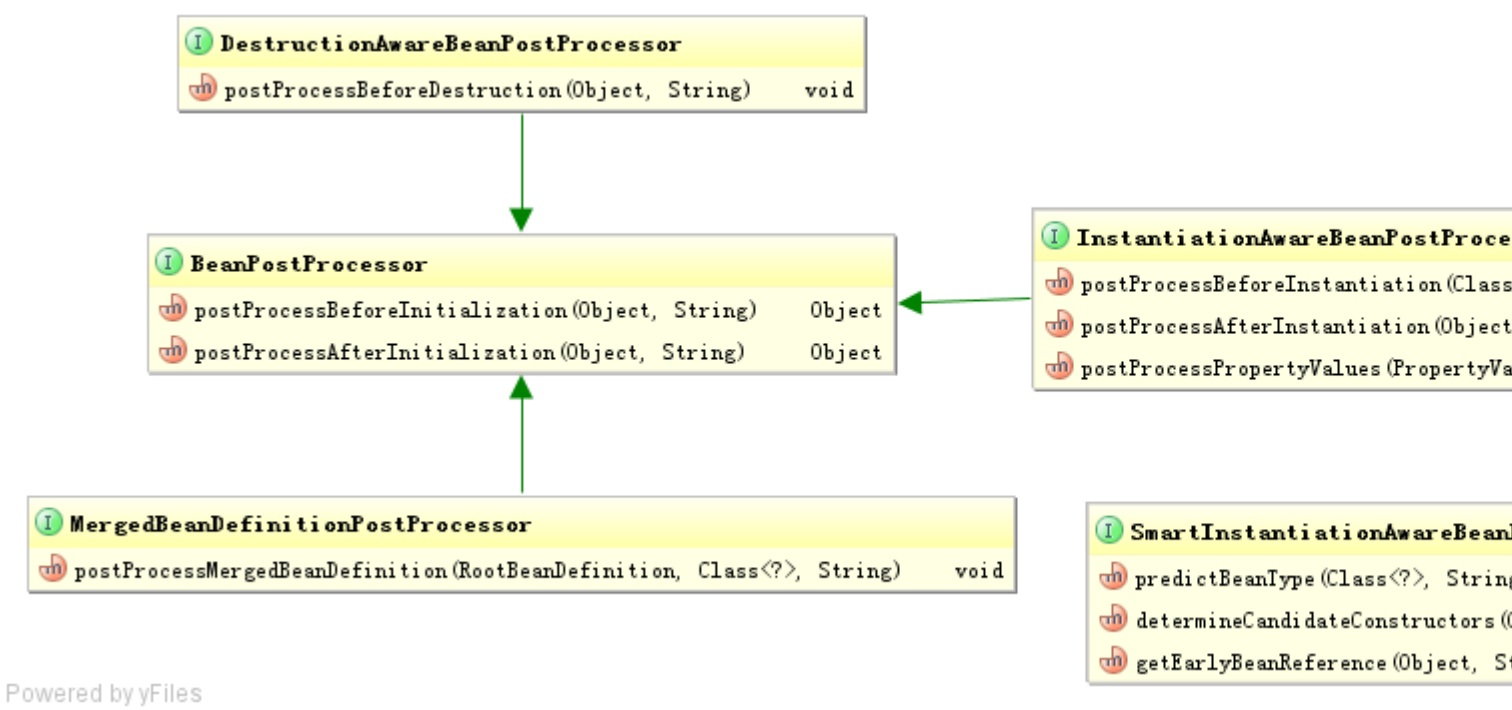 DestructionAwareBeanPostProcessor
postProcessBeforeDestruction(Object, String) void
BeanPostProcessor
postProcessBeforeInitialization(Object, String) Object
postProcessAfterInitialization(Object, String) Object
InstantiationAwareBeanPostProce
postProcessBeforeInstantiation(Class
postProcessAfterInstantiation(Object
postProcessPropertyValues(PropertyVa
MergedBeanDefinitionPostProcessor
postProcessMergedBeanDefinition(RootBeanDefinition, Class<?>, String) void
SmartInstantiationAwareBean
predictBeanType(Class<?>, String
determineCandidateConstructors(
getEarlyBeanReference(Object, St
Powered by yFiles